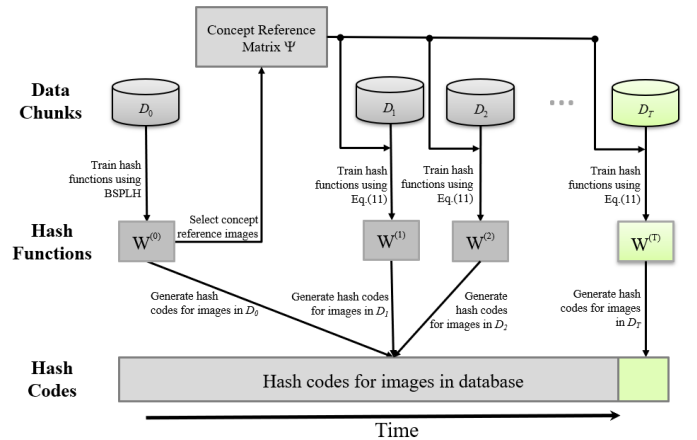 Concept Reference
Matrix Ψ
Data
Chunks
D0
D1
D2
...
DT
Train hash
functions using
BSPLH
Train hash
functions using
Eq.(11)
Train hash
functions using
Eq.(11)
Train hash
functions using
Eq.(11)
Select concept
reference images
Hash
Functions
W(0)
W(1)
W(2)
W(T)
Generate hash
codes for images in D0
Generate hash codes
for images in D1
Generate
hash codes
for images in D2
Generate hash
codes for images
in DT
Hash
Codes
Hash codes for images in database
Time